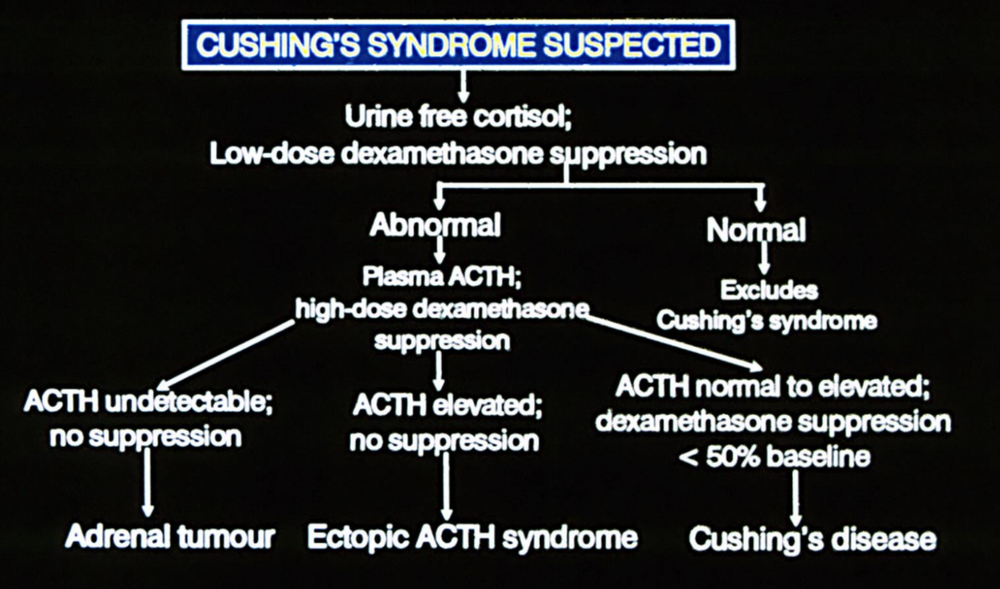 CUSHING'S SYNDROME SUSPECTED
Urine free cortisol;
Low-dose dexamethasone suppression
Abnormal
Normal
Plasma ACTH;
high-dose dexamethasone
suppression
Excludes
Cushing's syndrome
ACTH undetectable;
no suppression
ACTH elevated;
no suppression
ACTH normal to elevated;
dexamethasone suppression
< 50% baseline
Adrenal tumour
Ectopic ACTH syndrome
Cushing's disease